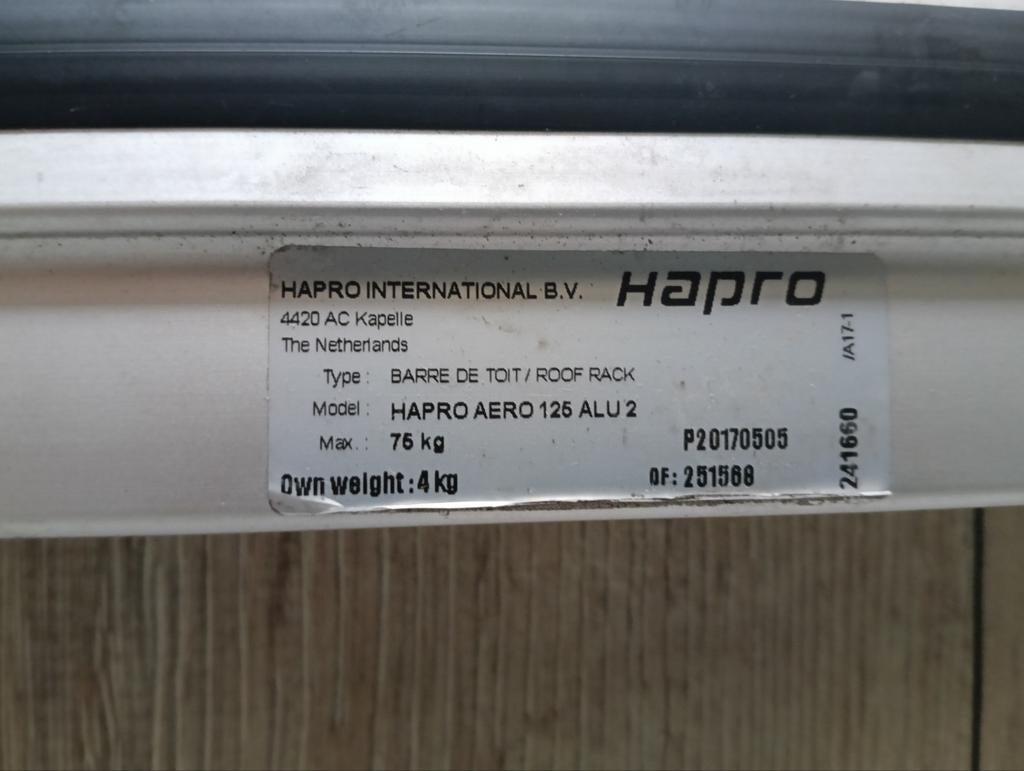 HAPRO INTERNATIONAL B.V.
Hapro
4420 AC Kapelle
The Netherlands
Type : BARRE DE TOIT / ROOF RACK
Model : HAPRO AERO 125 ALU 2
Max. : 75 kg
P20170505
Own weight : 4 kg
OF: 251568
241660
/A17-1